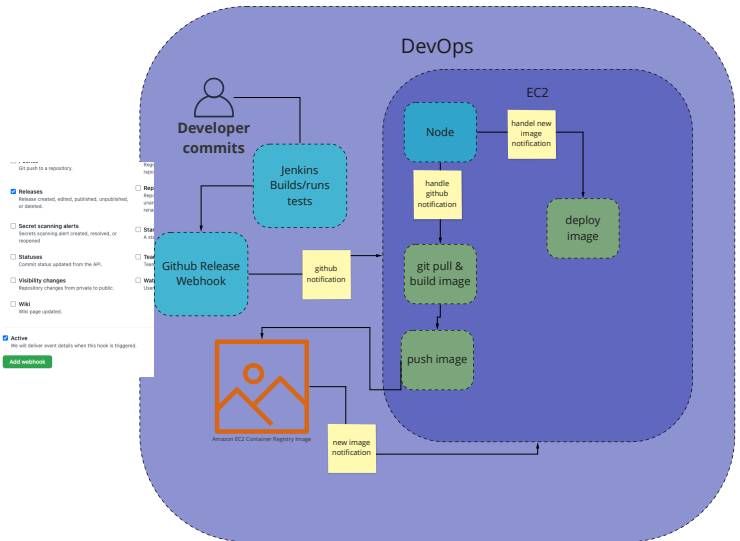 DevOps
EC2
Developer
commits
Node
handel new
image
notification
Jenkins
Builds/runs
tests
handle
github
notification
deploy
image
Github Release
Webhook
github
notification
git pull &
build image
push image
Amazon EC2 Container Registry Image
new image
notification
Git push to a repository.
Releases
Release created, edited, published, unpublished,
or deleted.
Secret scanning alerts
Secrets scanning alert created, resolved, or
reopened
Statuses
Commit status updated from the API.
Visibility changes
Repository changes from private to public.
Wiki
Wiki page updated.
Active
We will deliver event details when this hook is triggered.
Add webhook